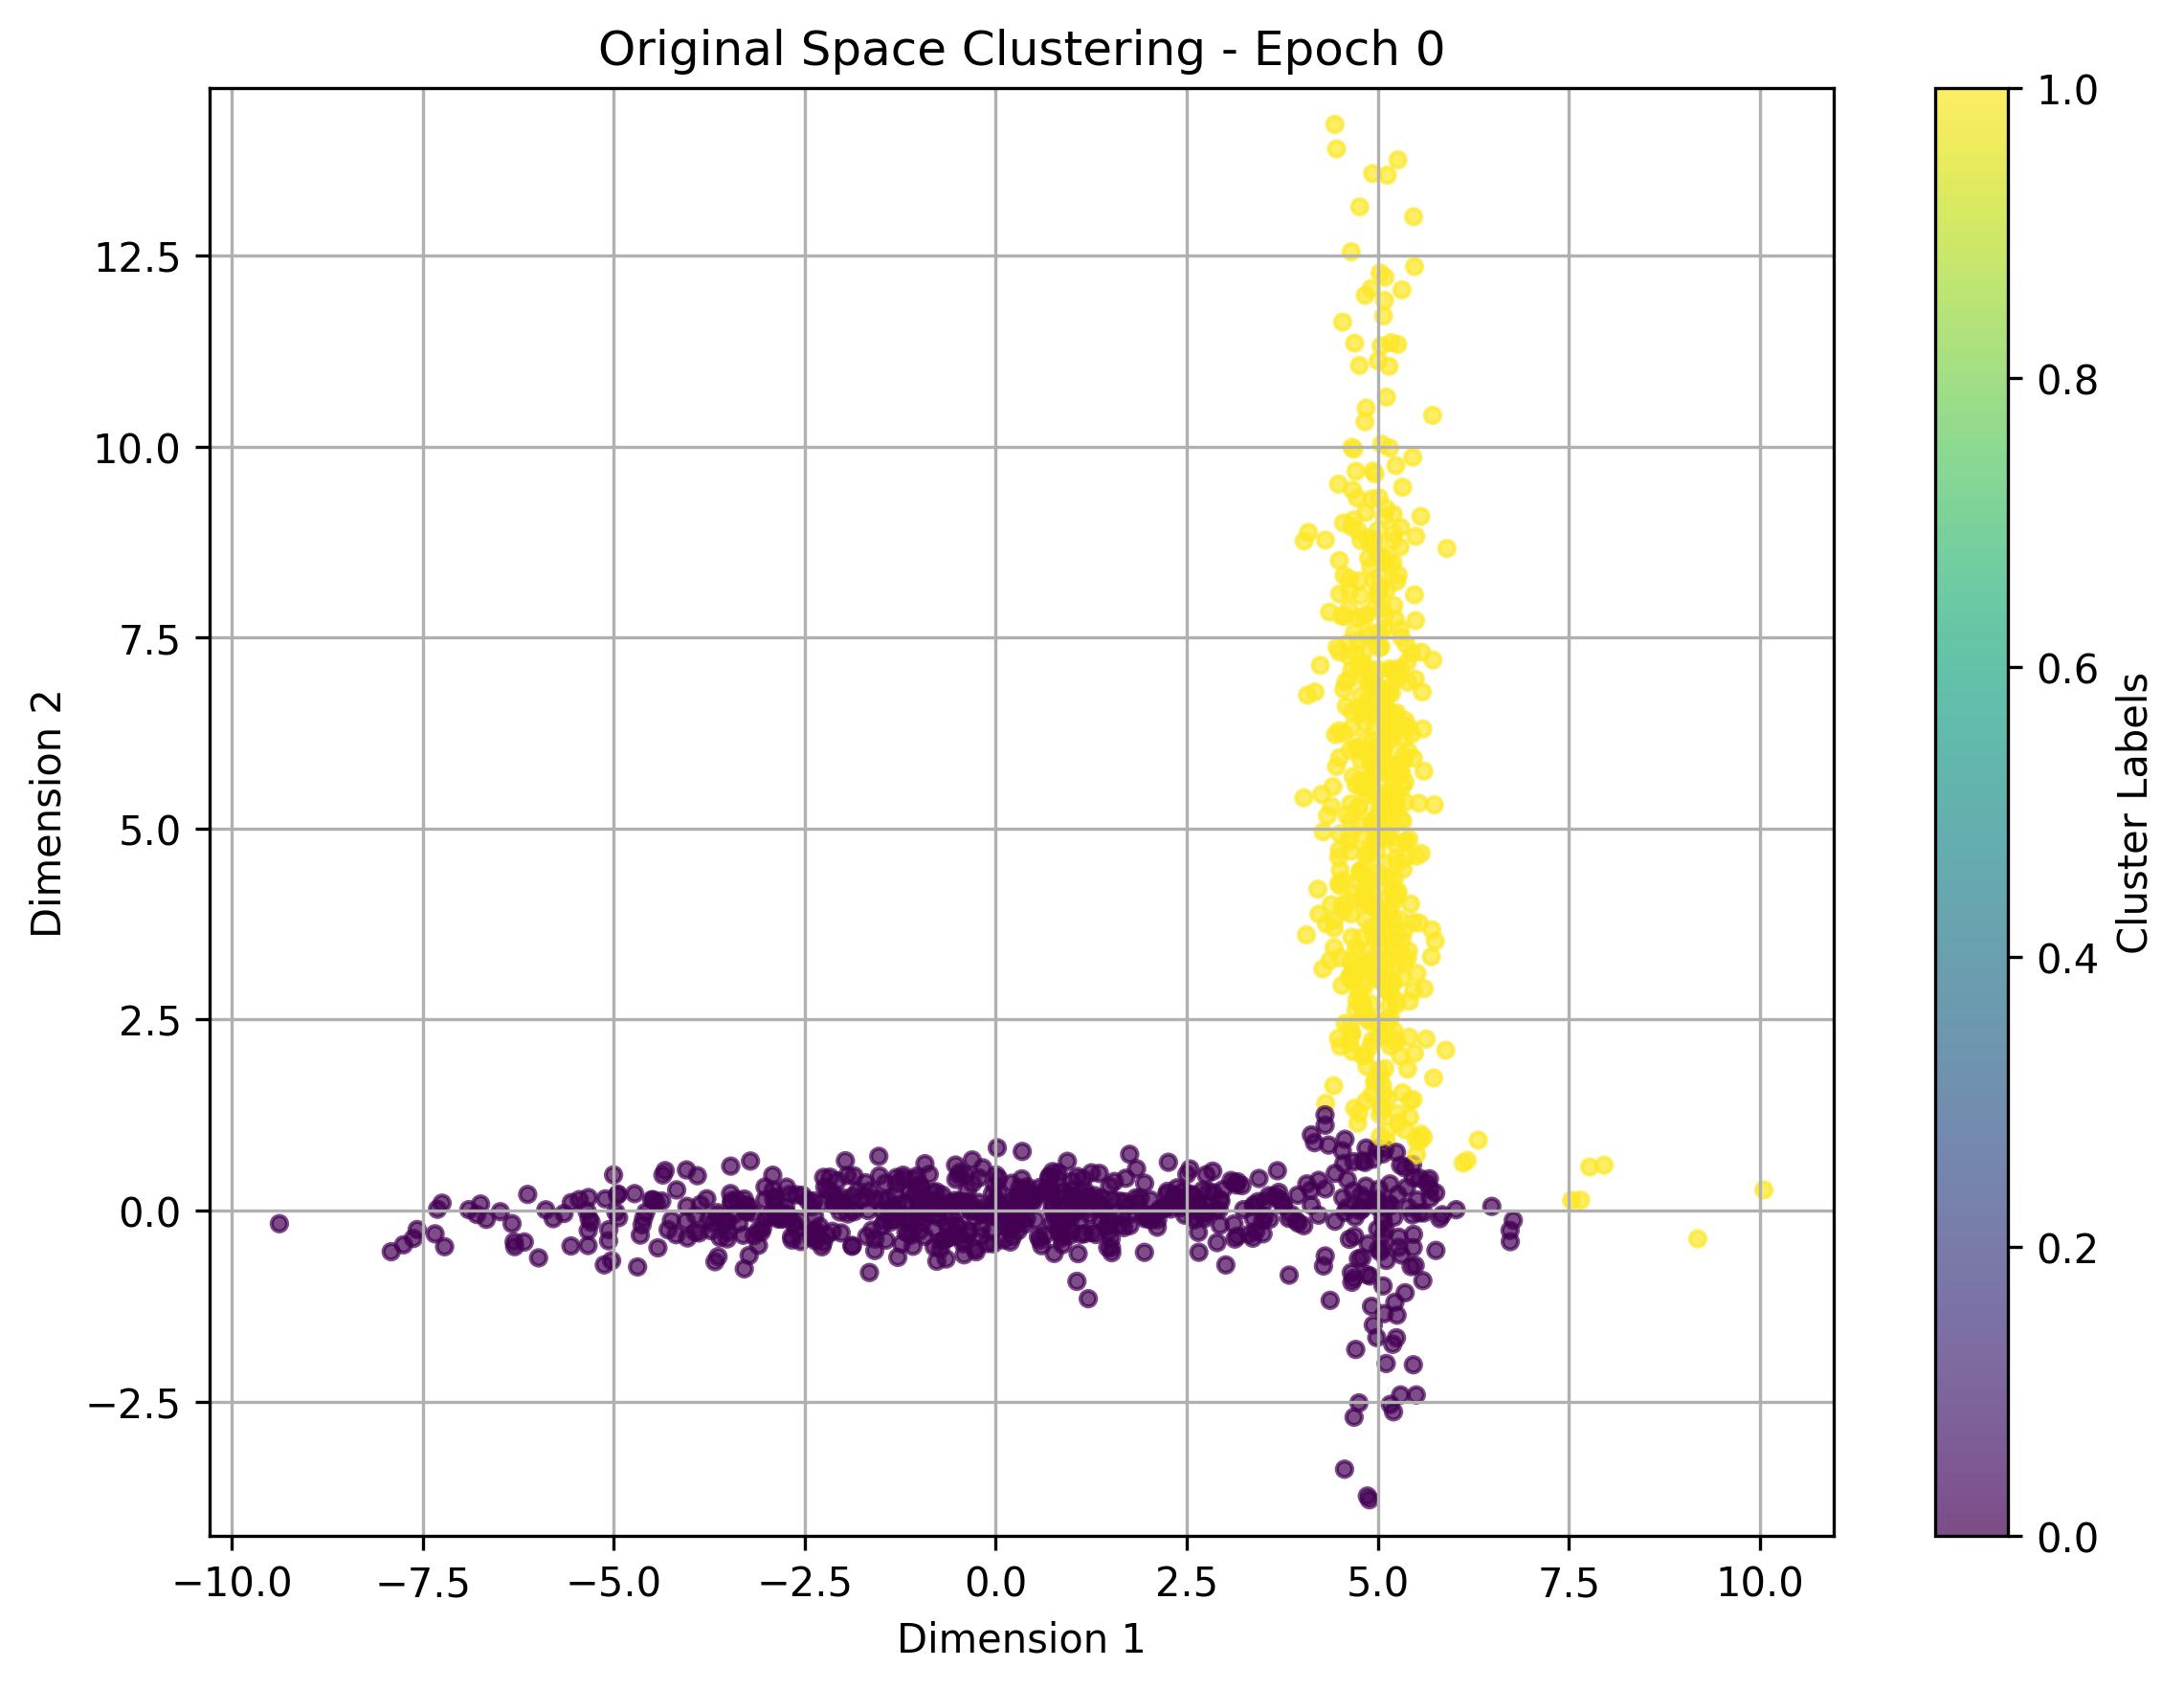 Original Space Clustering - Epoch 0
12.5
10.0
7.5
5.0
2.5
0.0
−2.5
Dimension 2
−10.0 −7.5 −5.0 −2.5 0.0 2.5 5.0 7.5 10.0
Dimension 1
1.0
0.8
0.6
0.4
0.2
0.0
Cluster Labels